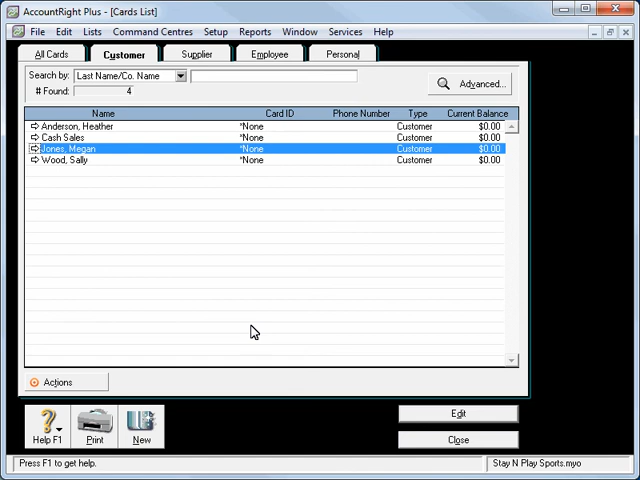 AccountRight Plus - [Cards List]
File Edit Lists Command Centres Setup Reports Window Services Help
All Cards Customer Supplier Employee Personal
Search by: Last Name/Co. Name Advanced...
# Found: 4
Name Card ID Phone Number Type Current Balance
Anderson, Heather *None Customer $0.00
Cash Sales *None Customer $0.00
Jones, Megan *None Customer $0.00
Wood, Sally *None Customer $0.00
Actions
Edit
Help F1 Print New
Close
Press F1 to get help. Stay N Play Sports.myo